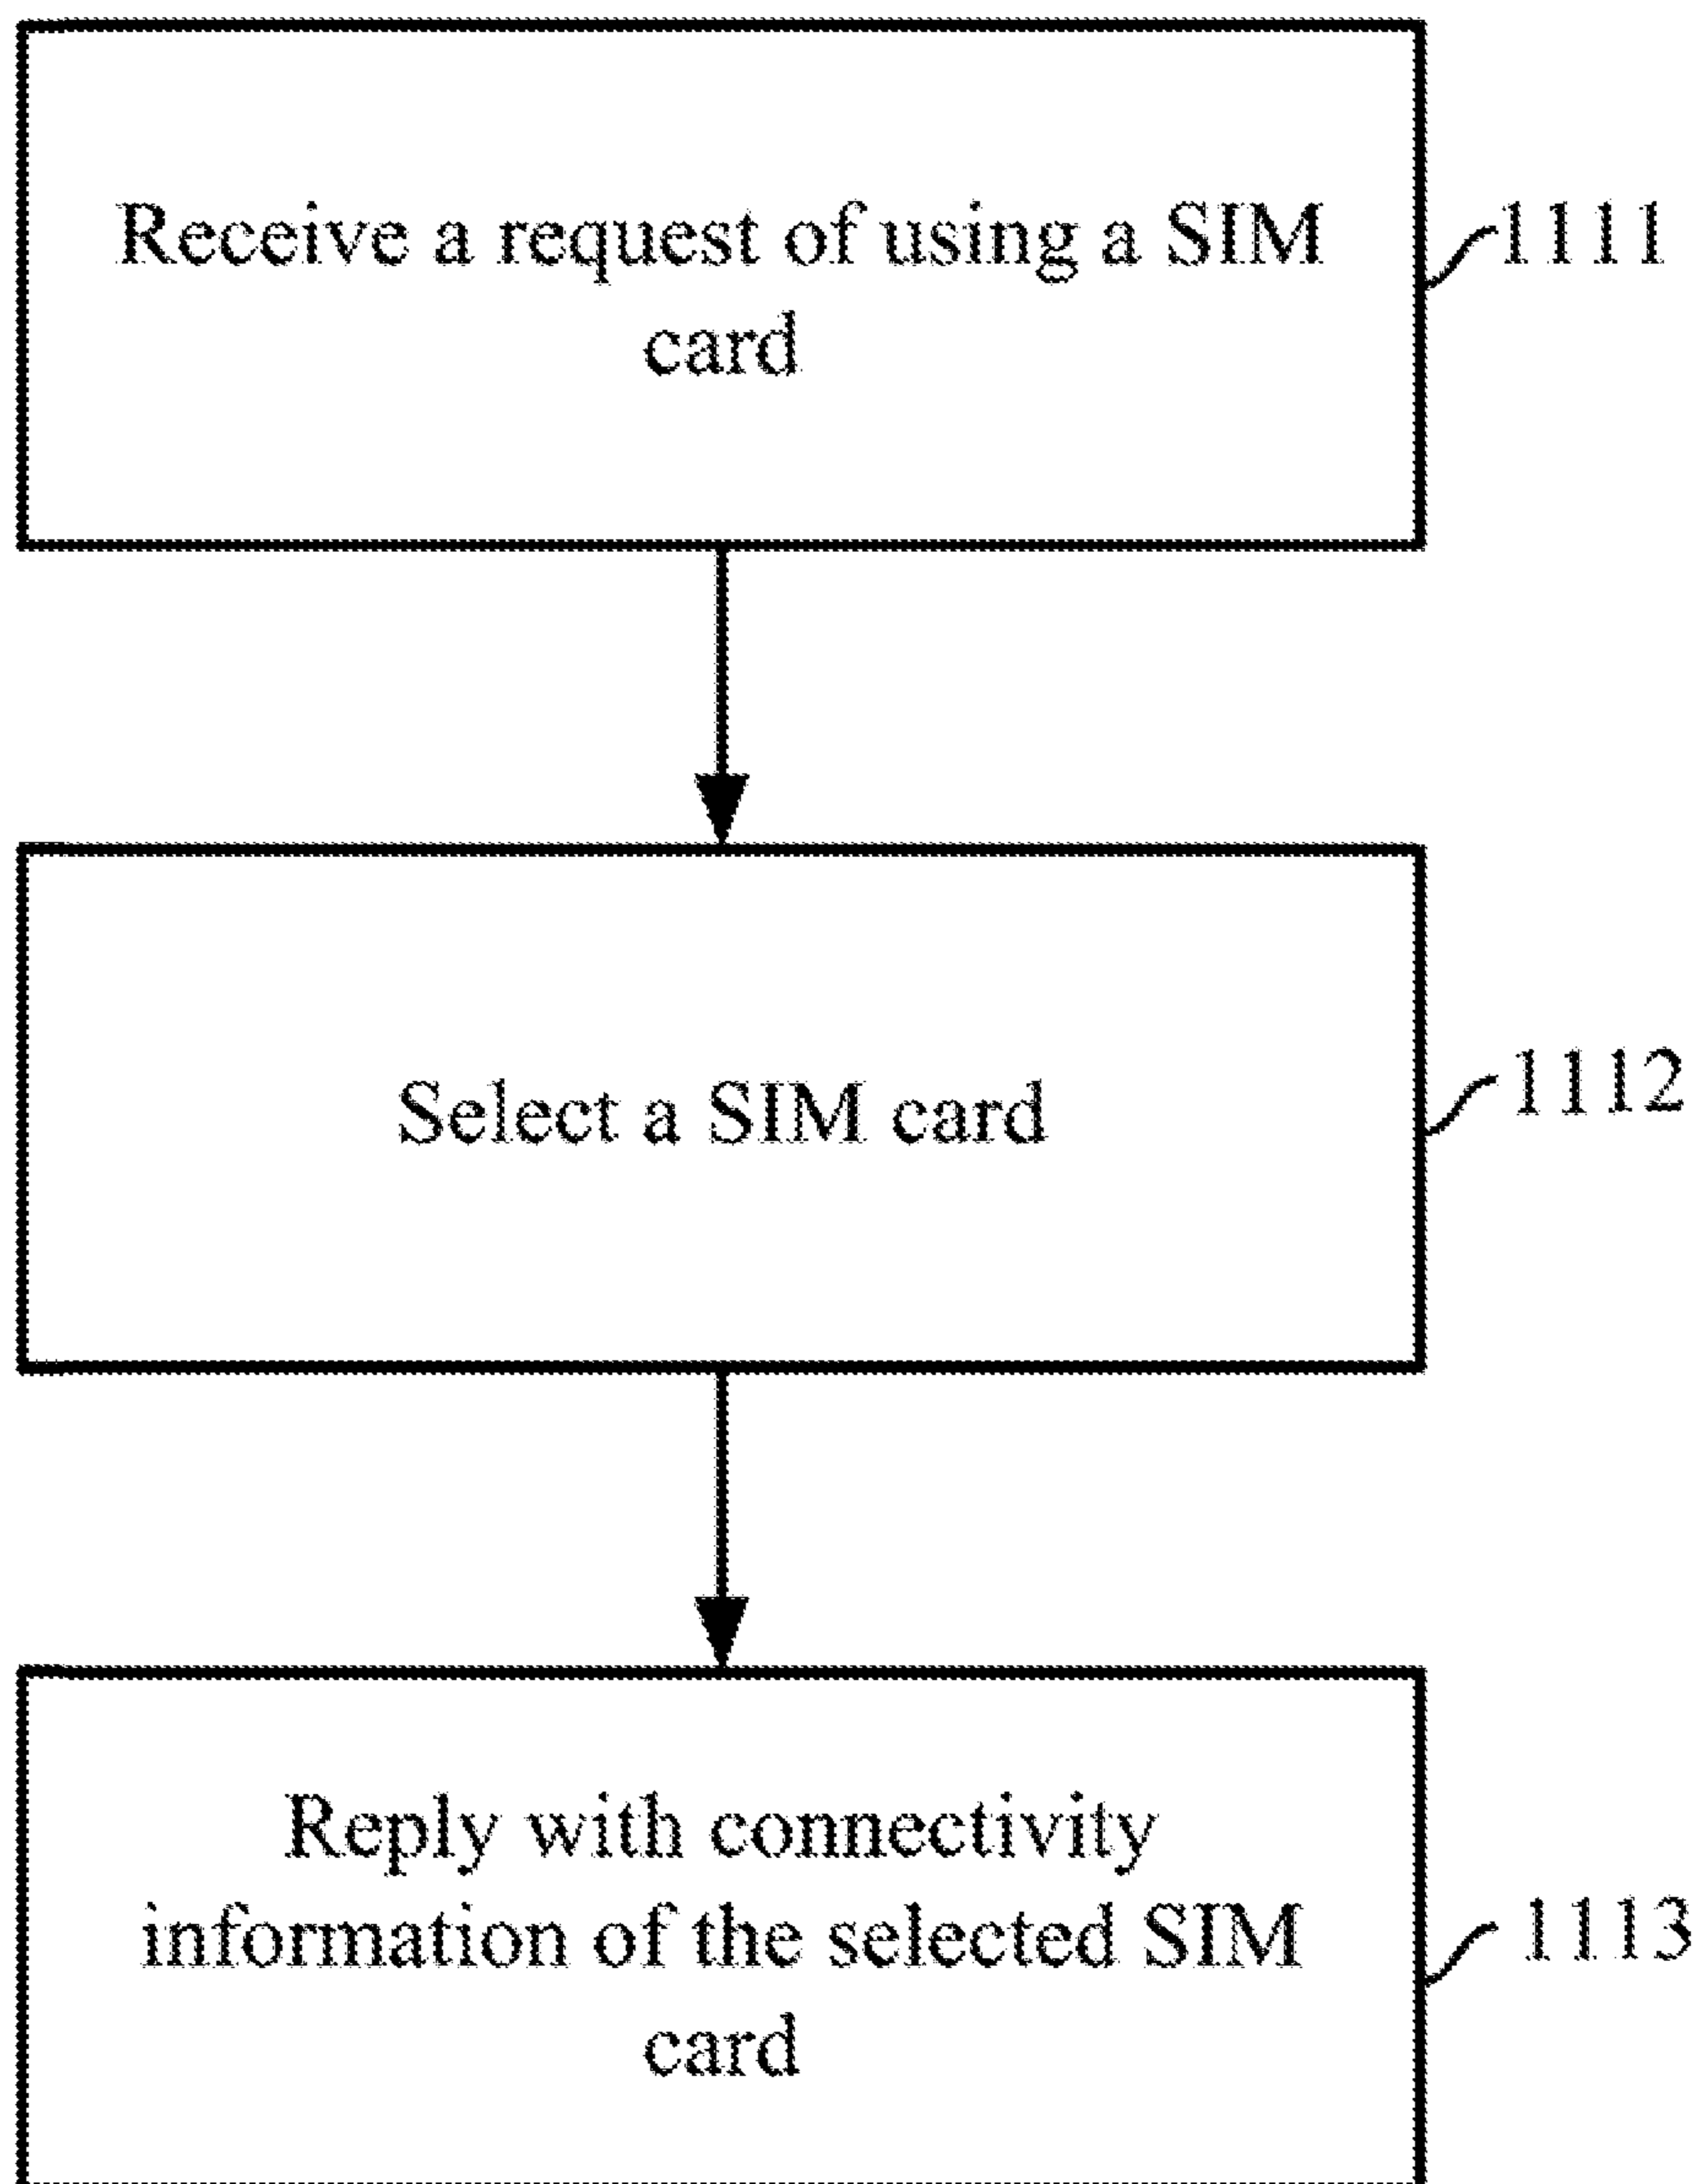 Receive a request of using a SIM
card
1111
Select a SIM card
1112
Reply with connectivity
information of the selected SIM
card
1113